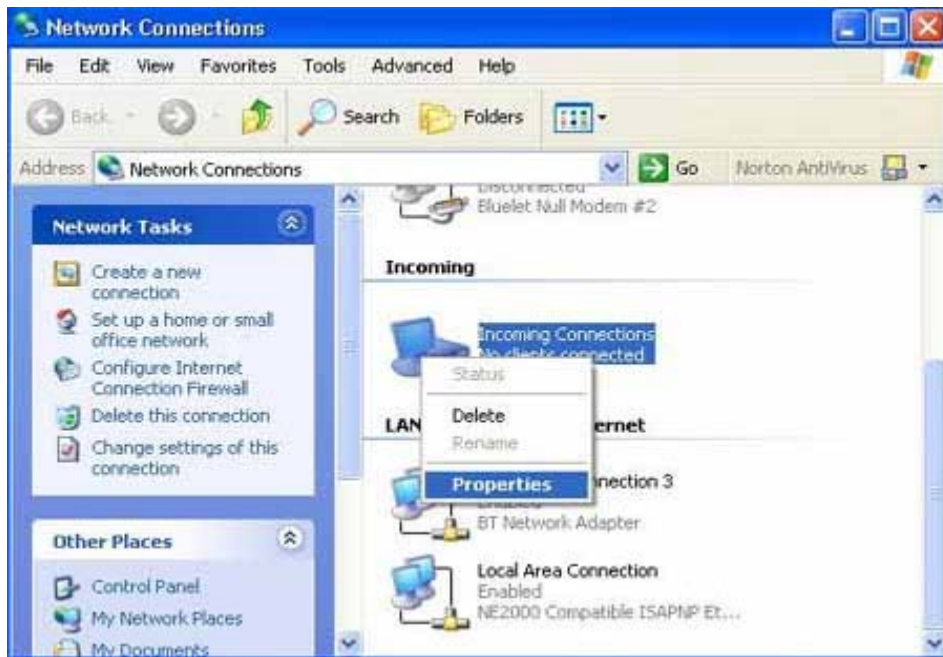 Network Connections
File Edit View Favorites Tools Advanced Help
Back Search Folders
Address Network Connections Go Norton AntiVirus
Network Tasks
Create a new
connection
Set up a home or small
office network
Configure Internet
Connection Firewall
Delete this connection
Change settings of this
connection
Other Places
Control Panel
My Network Places
My Documents
Disconnected
Bluelet Null Modem #2
Incoming
Incoming Connections
No clients connected
Status
Delete
Rename
Properties
LAN ernet
nnection 3
Enabled
BT Network Adapter
Local Area Connection
Enabled
NE2000 Compatible ISAPNP Et...